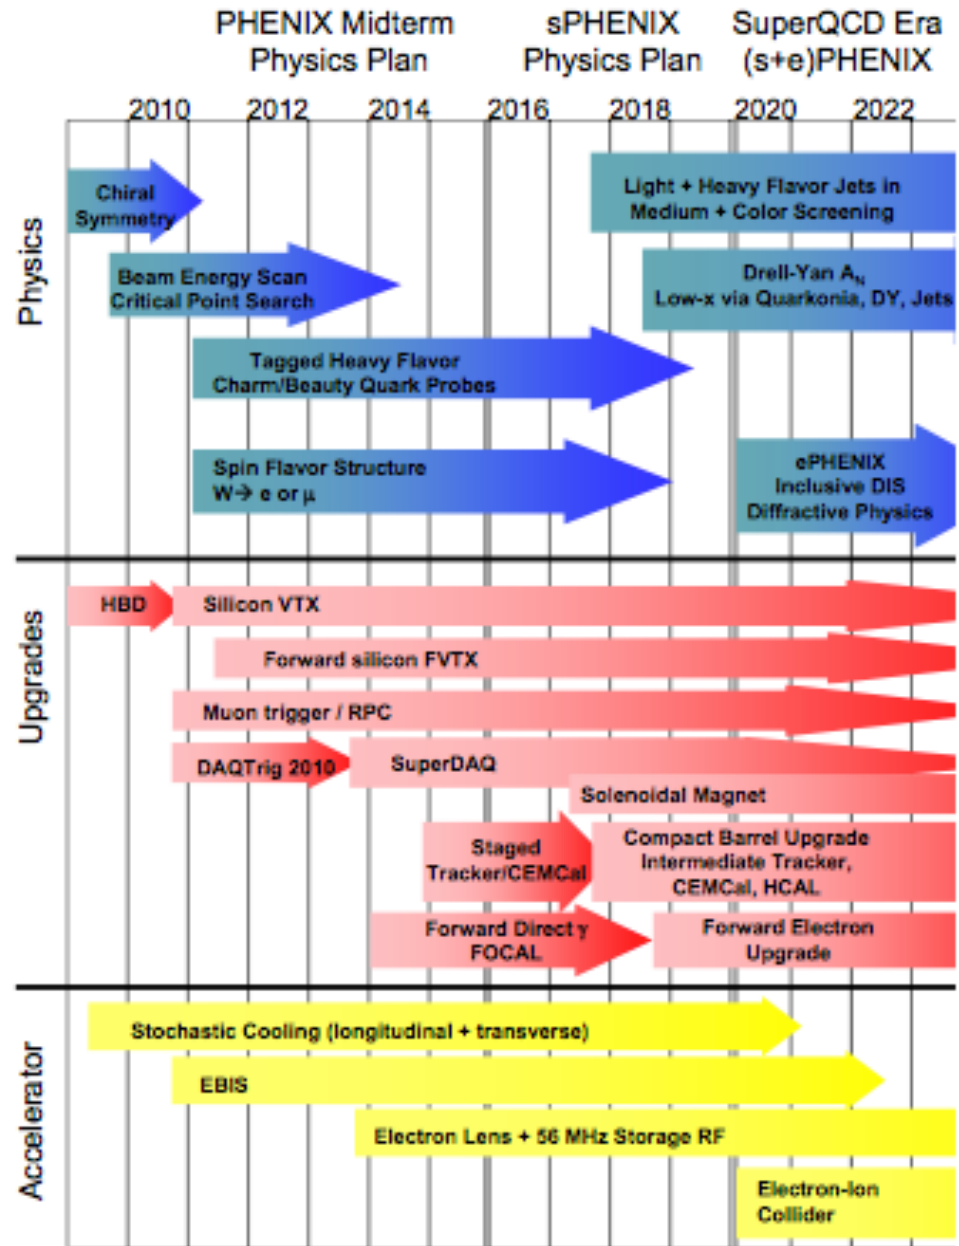 PHENIX Midterm
Physics Plan
sPHENIX
Physics Plan
SuperQCD Era
(s+e)PHENIX
2010 2012 2014 2016 2018 2020 2022
Physics
Chiral
Symmetry
Light + Heavy Flavor Jets in
Medium + Color Screening
Beam Energy Scan
Critical Point Search
Drell-Yan A_N
Low-x via Quarkonia, DY, Jets
Tagged Heavy Flavor
Charm/Beauty Quark Probes
Spin Flavor Structure
W→ e or μ
ePHENIX
Inclusive DIS
Diffractive Physics
Upgrades
HBD
Silicon VTX
Forward silicon FVTX
Muon trigger / RPC
DAQTrig 2010
SuperDAQ
Solenoidal Magnet
Staged
Tracker/CEMCal
Compact Barrel Upgrade
Intermediate Tracker,
CEMCal, HCAL
Forward Direct γ
FOCAL
Forward Electron
Upgrade
Accelerator
Stochastic Cooling (longitudinal + transverse)
EBIS
Electron Lens + 56 MHz Storage RF
Electron-Ion
Collider